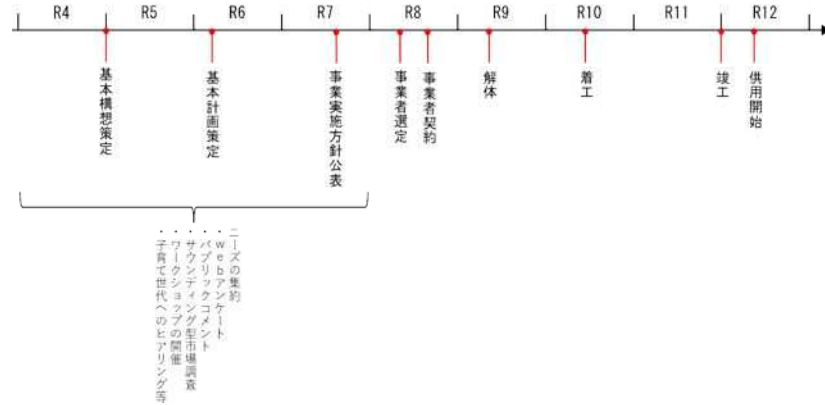 R4 R5 R6 R7 R8 R9 R10 R11 R12
基本構想策定
基本計画策定
事業実施方針公表
事業者選定
事業者契約
解体
着工
竣工
供用開始
ニーズの集約
・webアンケート
・パブリックコメント
・サウンディング型市場調査
・ワークショップの開催
・子育て世代へのヒアリング等